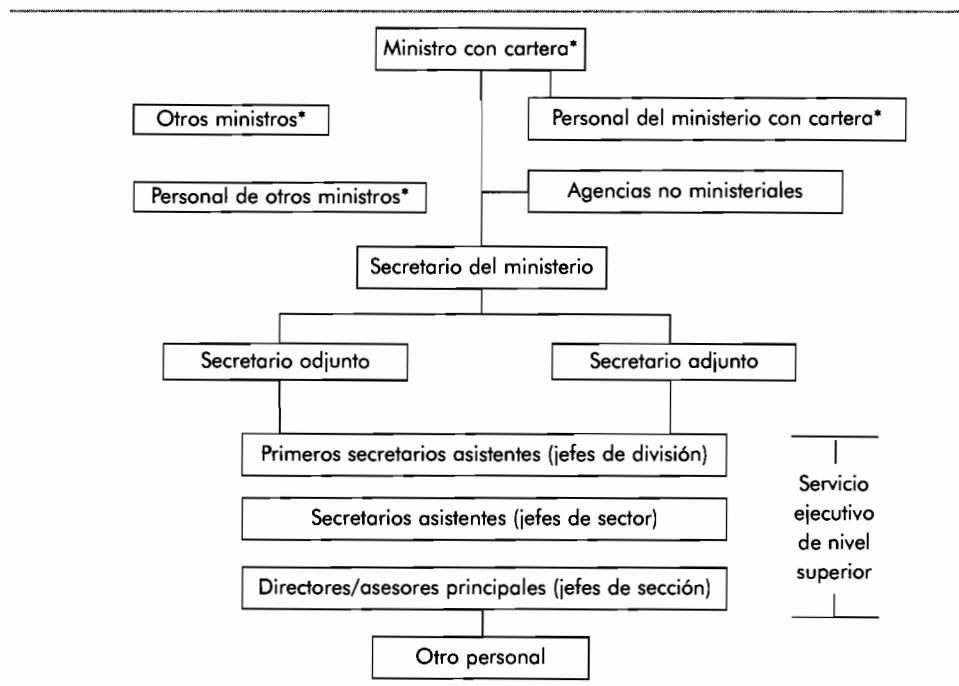 Ministro con cartera*
Otros ministros*
Personal del ministerio con cartera*
Personal de otros ministros*
Agencias no ministeriales
Secretario del ministerio
Secretario odjunto
Secretario adjunto
Primeros secretarios asistentes (jefes de división)
Secretarios asistentes (jefes de sector)
Directores/asesores principales (jefes de sección)
Otro personal
Servicio
ejecutivo
de nivel
superior